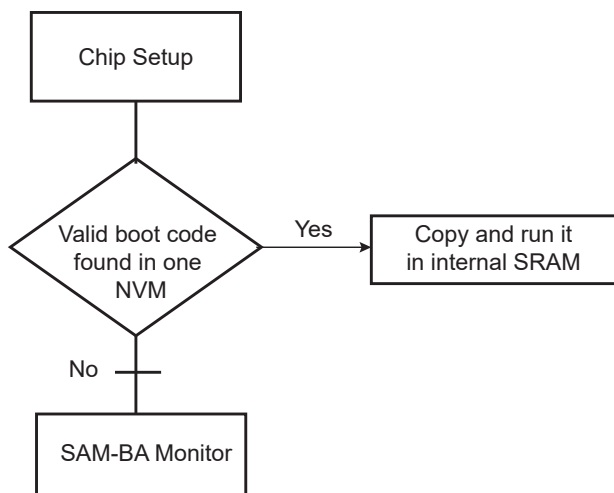 Chip Setup
Valid boot code
found in one
NVM
Yes
Copy and run it
in internal SRAM
No
SAM-BA Monitor